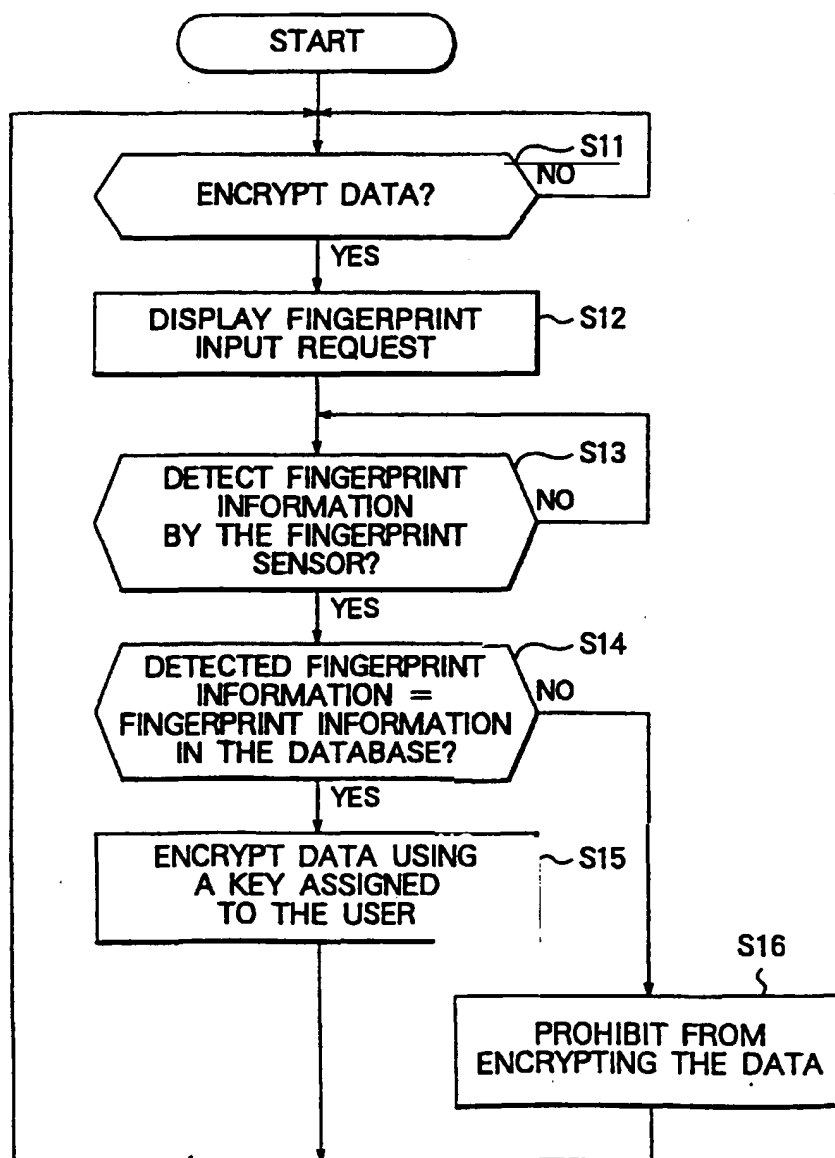 START
S11
ENCRYPT DATA?
NO
YES
DISPLAY FINGERPRINT
INPUT REQUEST
S12
S13
DETECT FINGERPRINT
INFORMATION
BY THE FINGERPRINT
SENSOR?
NO
YES
S14
DETECTED FINGERPRINT
INFORMATION =
FINGERPRINT INFORMATION
IN THE DATABASE?
NO
YES
ENCRYPT DATA USING
A KEY ASSIGNED
TO THE USER
S15
S16
PROHIBIT FROM
ENCRYPTING THE DATA